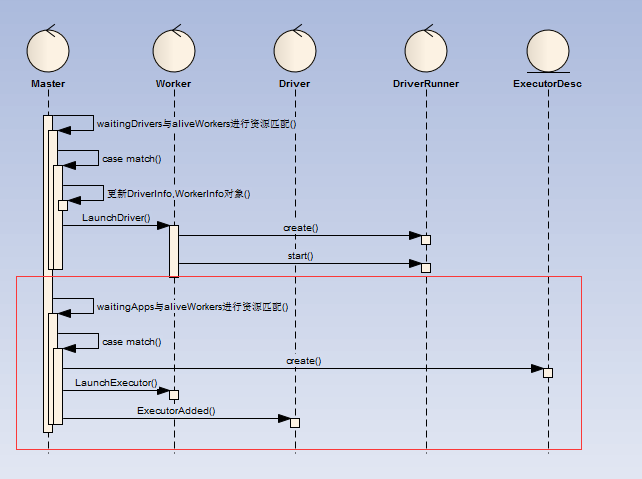 Master
Worker
Driver
DriverRunner
ExecutorDesc
waitingDrivers与aliveWorkers进行资源匹配()
case match()
更新DriverInfo,WorkerInfo对象()
LaunchDriver()
create()
start()
waitingApps与aliveWorkers进行资源匹配()
case match()
create()
LaunchExecutor()
ExecutorAdded()